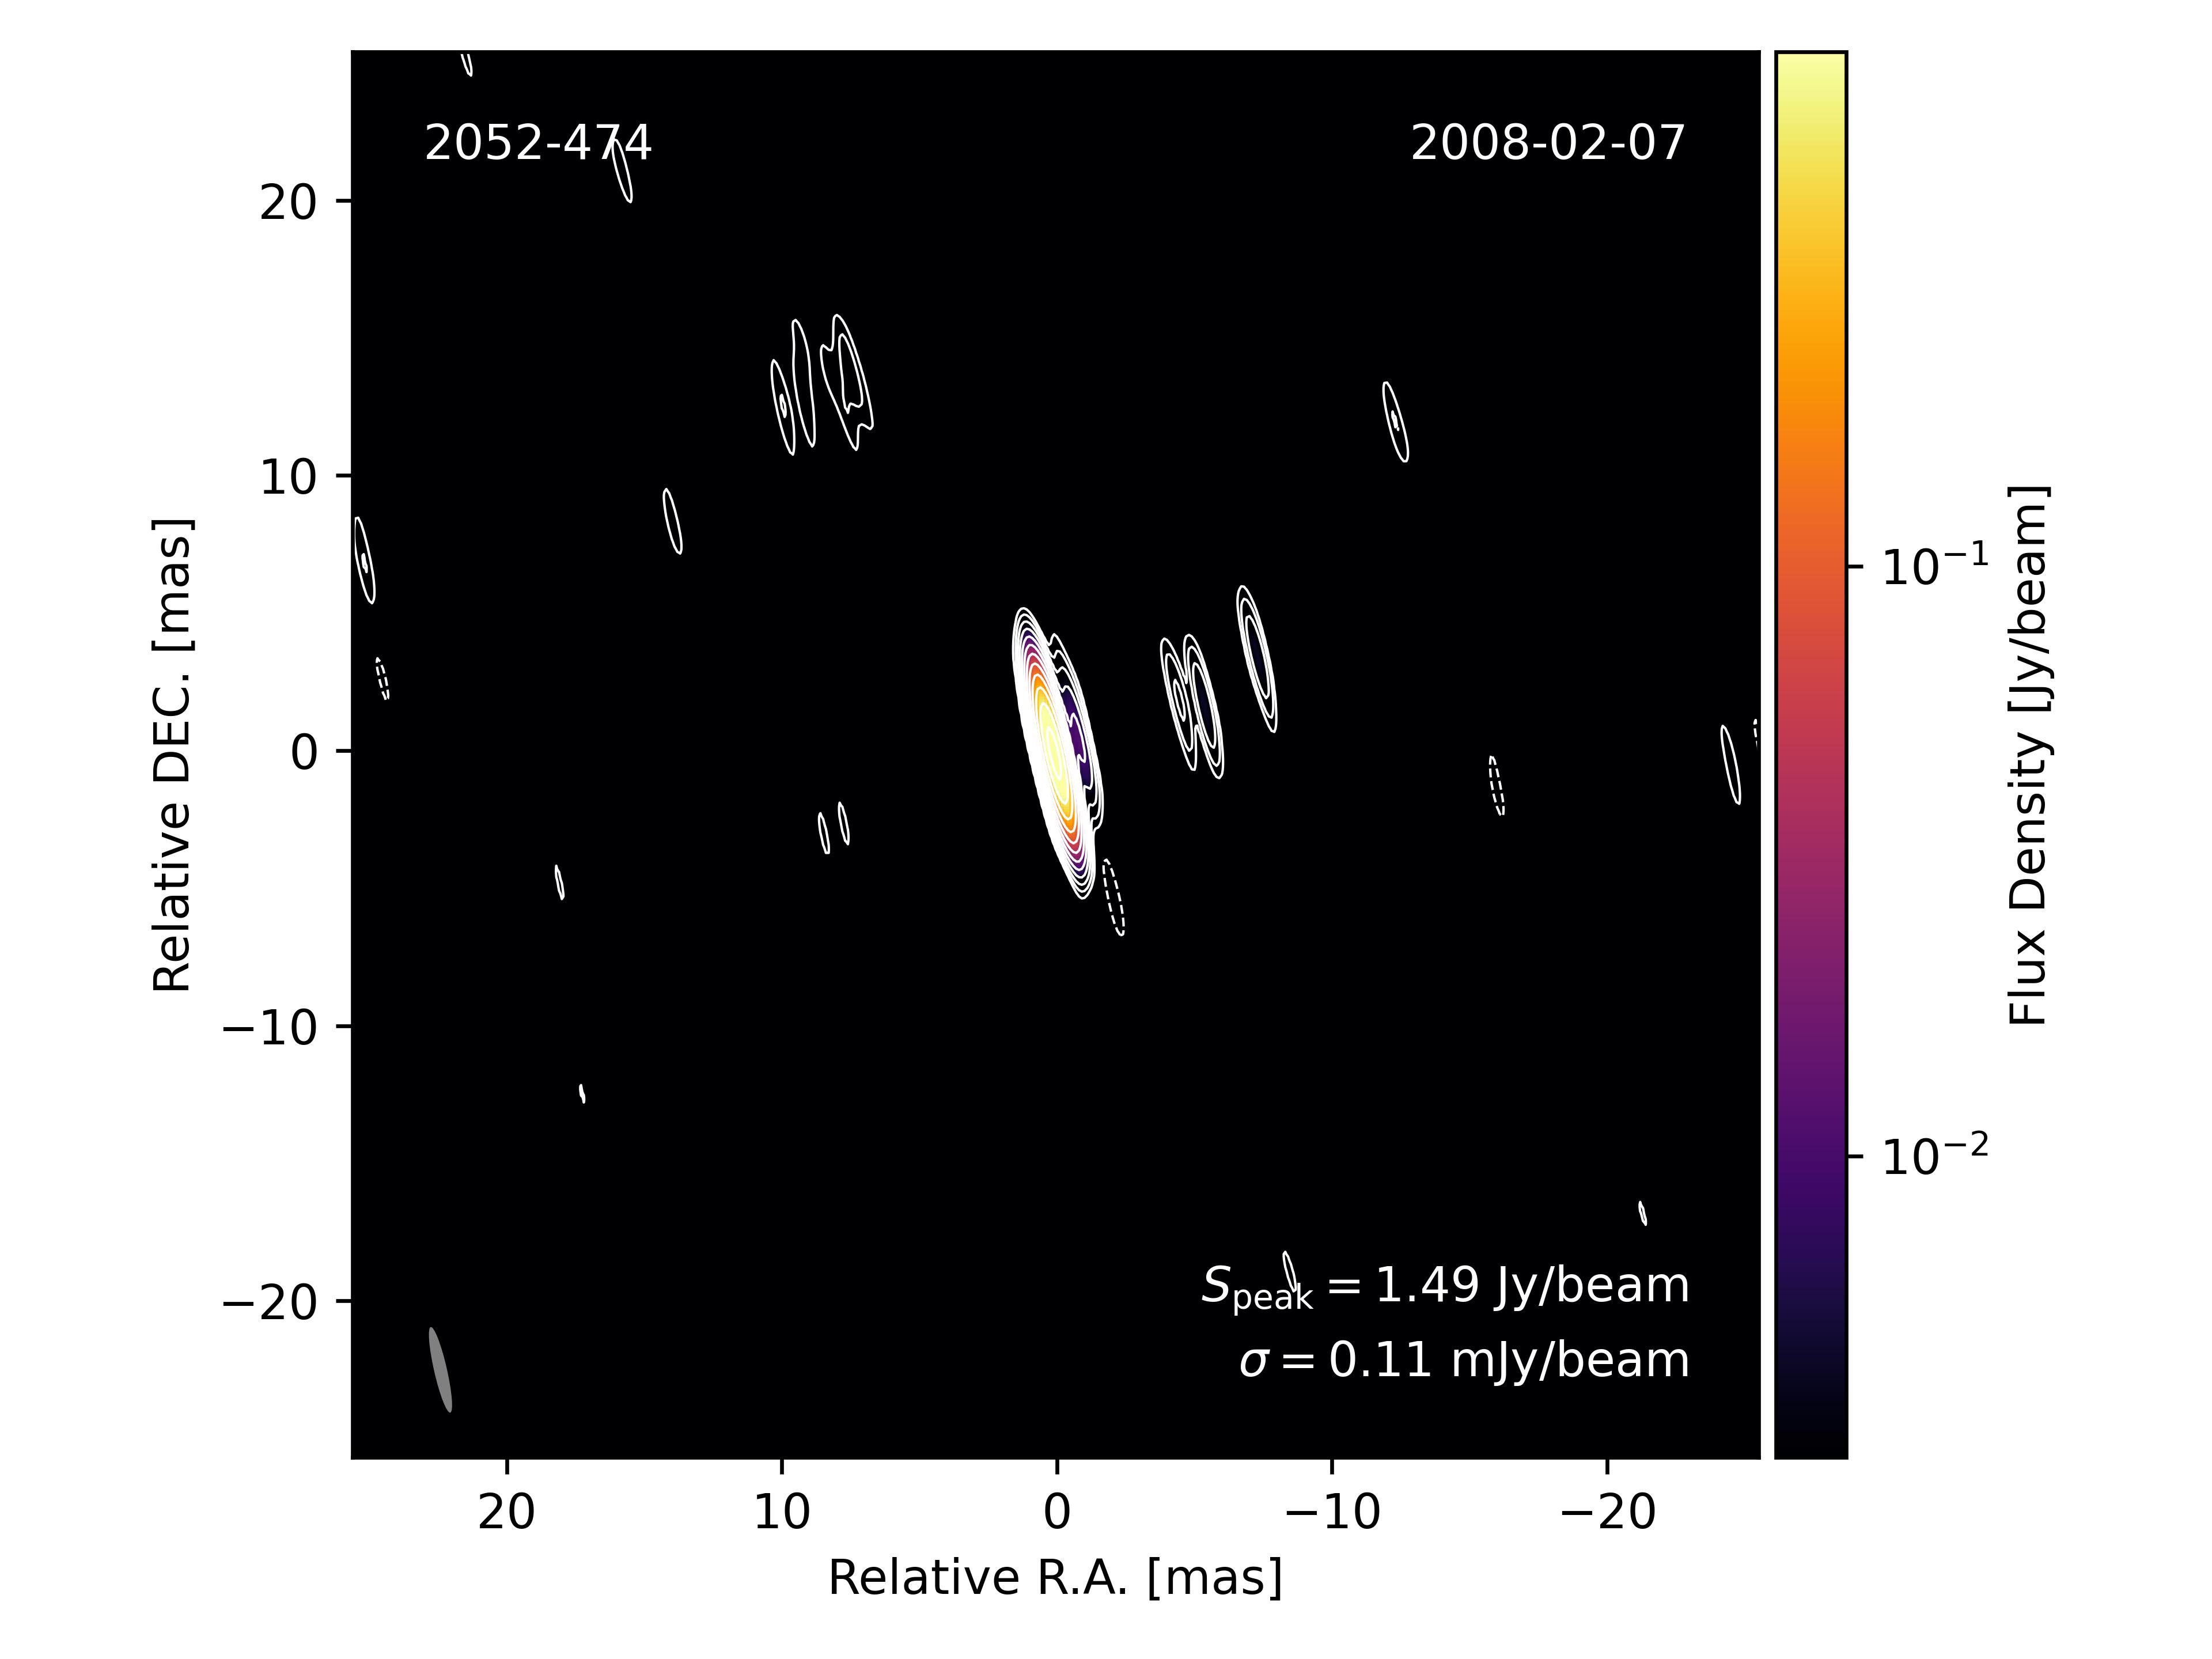 2052-474
2008-02-07
20
10
0
−10
−20
Relative DEC. [mas]
S_peak = 1.49 Jy/beam
σ = 0.11 mJy/beam
20
10
0
−10
−20
Relative R.A. [mas]
10⁻¹
10⁻²
Flux Density [Jy/beam]